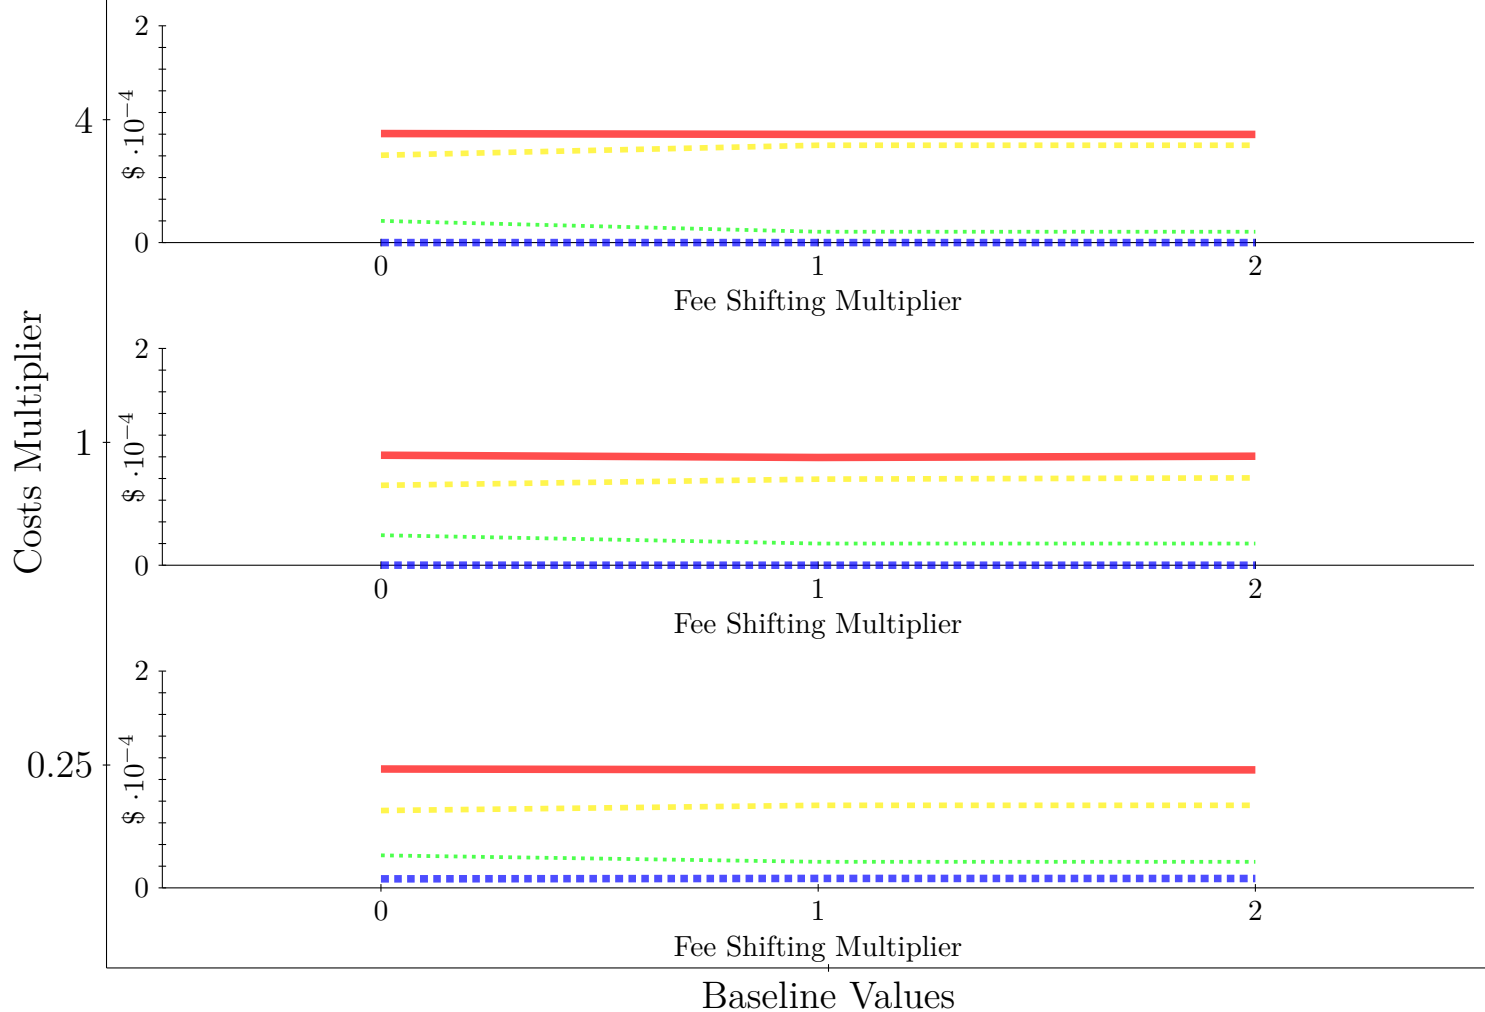 Costs Multiplier
4
2
$ ·10⁻⁴
0
0 1 2
Fee Shifting Multiplier
1
2
$ ·10⁻⁴
0
0 1 2
Fee Shifting Multiplier
0.25
2
$ ·10⁻⁴
0
0 1 2
Fee Shifting Multiplier
Baseline Values